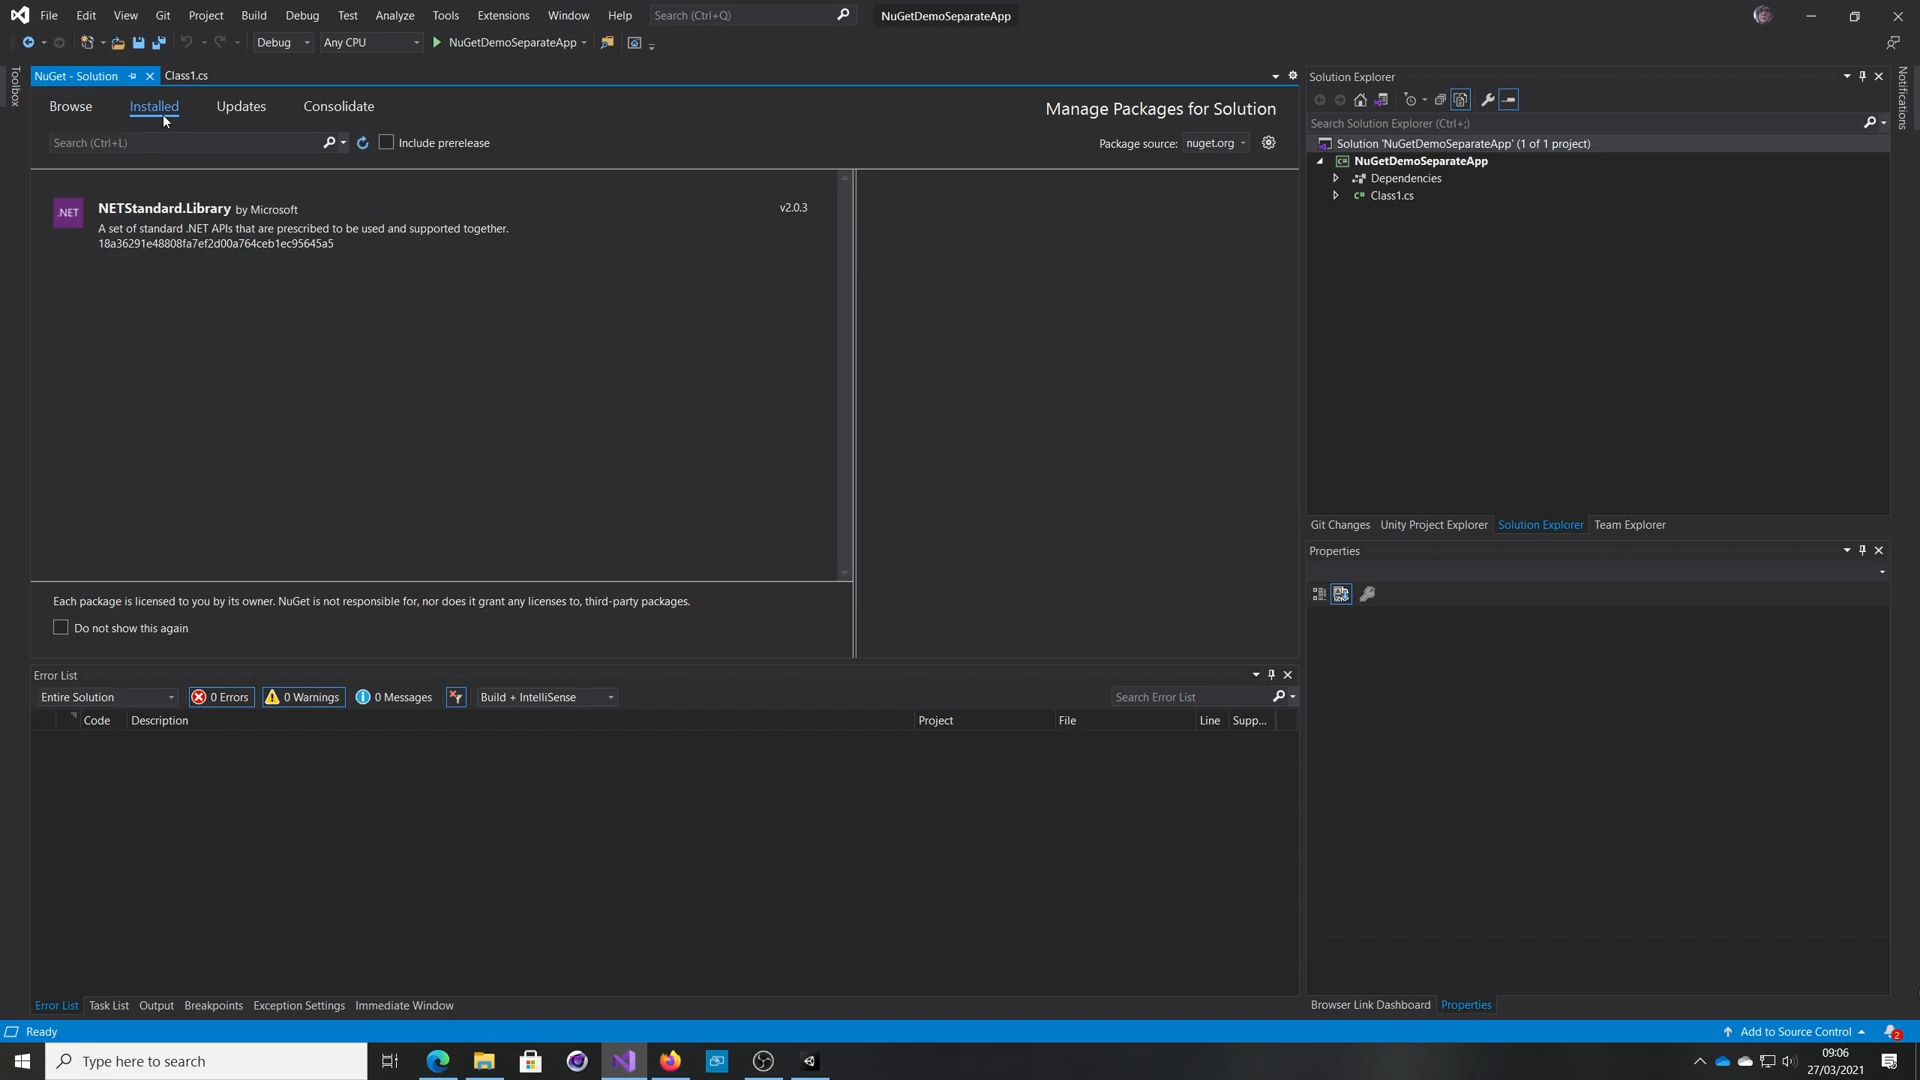 File Edit View Git Project Build Debug Test Analyze Tools Extensions Window Help Search (Ctrl+Q) NuGetDemoSeparateApp
Debug Any CPU NuGetDemoSeparateApp
Toolbox
NuGet - Solution Class1.cs
Browse Installed Updates Consolidate Manage Packages for Solution
Search (Ctrl+L) Include prerelease Package source: nuget.org
.NET NETStandard.Library by Microsoft v2.0.3
A set of standard .NET APIs that are prescribed to be used and supported together.
18a36291e48808fa7ef2d00a764ceb1ec95645a5
Each package is licensed to you by its owner. NuGet is not responsible for, nor does it grant any licenses to, third-party packages.
Do not show this again
Error List
Entire Solution 0 Errors 0 Warnings 0 Messages Build + IntelliSense Search Error List
Code Description Project File Line Supp...
Error List Task List Output Breakpoints Exception Settings Immediate Window
Solution Explorer
Search Solution Explorer (Ctrl+;)
Solution 'NuGetDemoSeparateApp' (1 of 1 project)
NuGetDemoSeparateApp
Dependencies
C# Class1.cs
Git Changes Unity Project Explorer Solution Explorer Team Explorer
Properties
Browser Link Dashboard Properties
Notifications
Ready Add to Source Control 2
Type here to search 09:06
27/03/2021